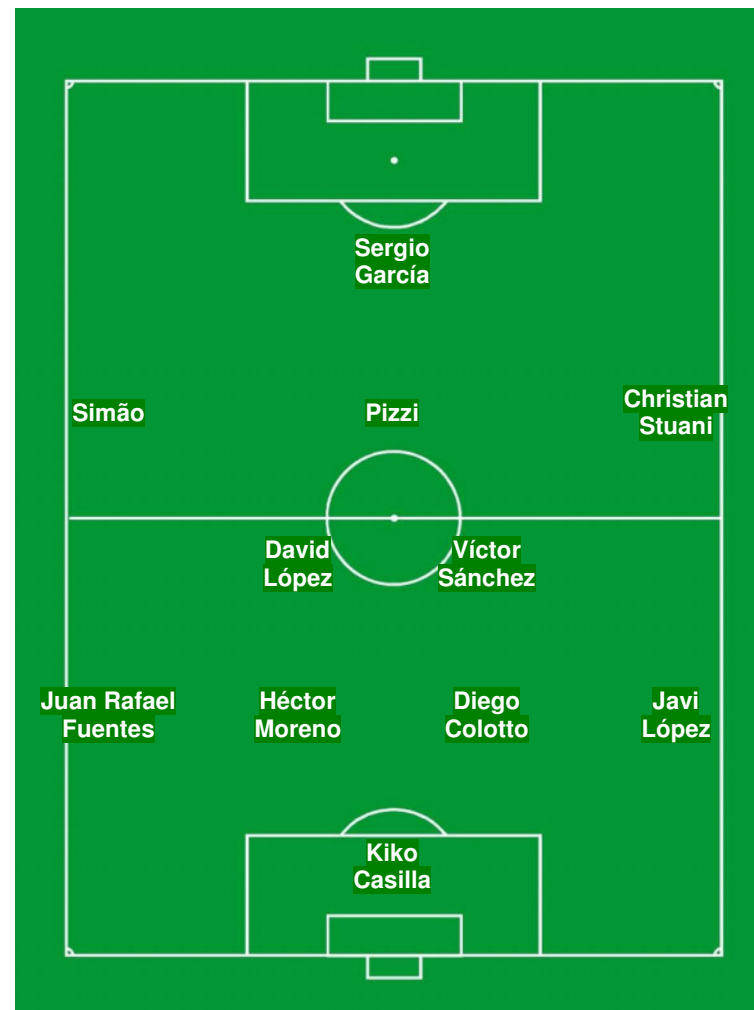 Sergio
García
Simão
Pizzi
Christian
Stuani
David
López
Víctor
Sánchez
Juan Rafael
Fuentes
Héctor
Moreno
Diego
Colotto
Javi
López
Kiko
Casilla